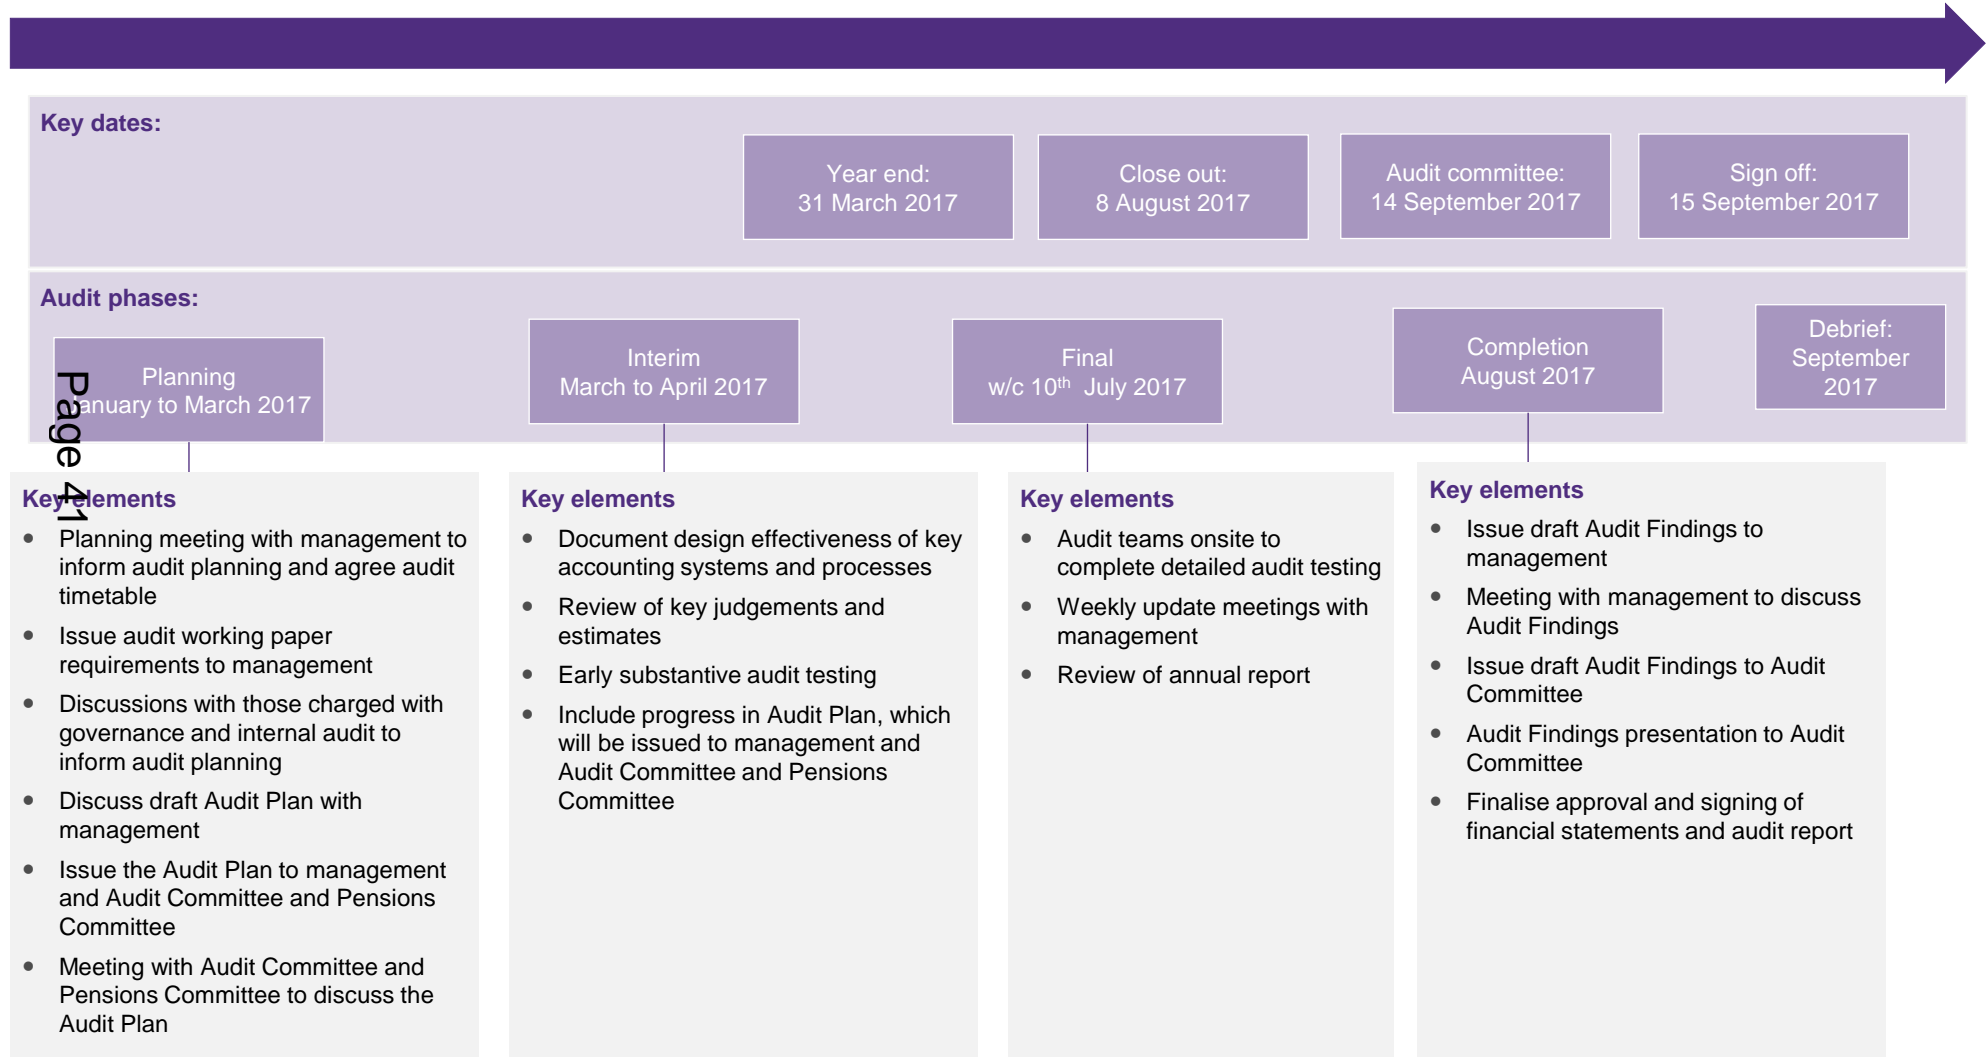 Key dates:
Year end:
31 March 2017
Close out:
8 August 2017
Audit committee:
14 September 2017
Sign off:
15 September 2017
Audit phases:
Planning
January to March 2017
Interim
March to April 2017
Final
w/c 10th July 2017
Completion
August 2017
Debrief:
September
2017
Page 41
Key elements
• Planning meeting with management to
inform audit planning and agree audit
timetable
• Issue audit working paper
requirements to management
• Discussions with those charged with
governance and internal audit to
inform audit planning
• Discuss draft Audit Plan with
management
• Issue the Audit Plan to management
and Audit Committee and Pensions
Committee
• Meeting with Audit Committee and
Pensions Committee to discuss the
Audit Plan
Key elements
• Document design effectiveness of key
accounting systems and processes
• Review of key judgements and
estimates
• Early substantive audit testing
• Include progress in Audit Plan, which
will be issued to management and
Audit Committee and Pensions
Committee
Key elements
• Audit teams onsite to
complete detailed audit testing
• Weekly update meetings with
management
• Review of annual report
Key elements
• Issue draft Audit Findings to
management
• Meeting with management to discuss
Audit Findings
• Issue draft Audit Findings to Audit
Committee
• Audit Findings presentation to Audit
Committee
• Finalise approval and signing of
financial statements and audit report